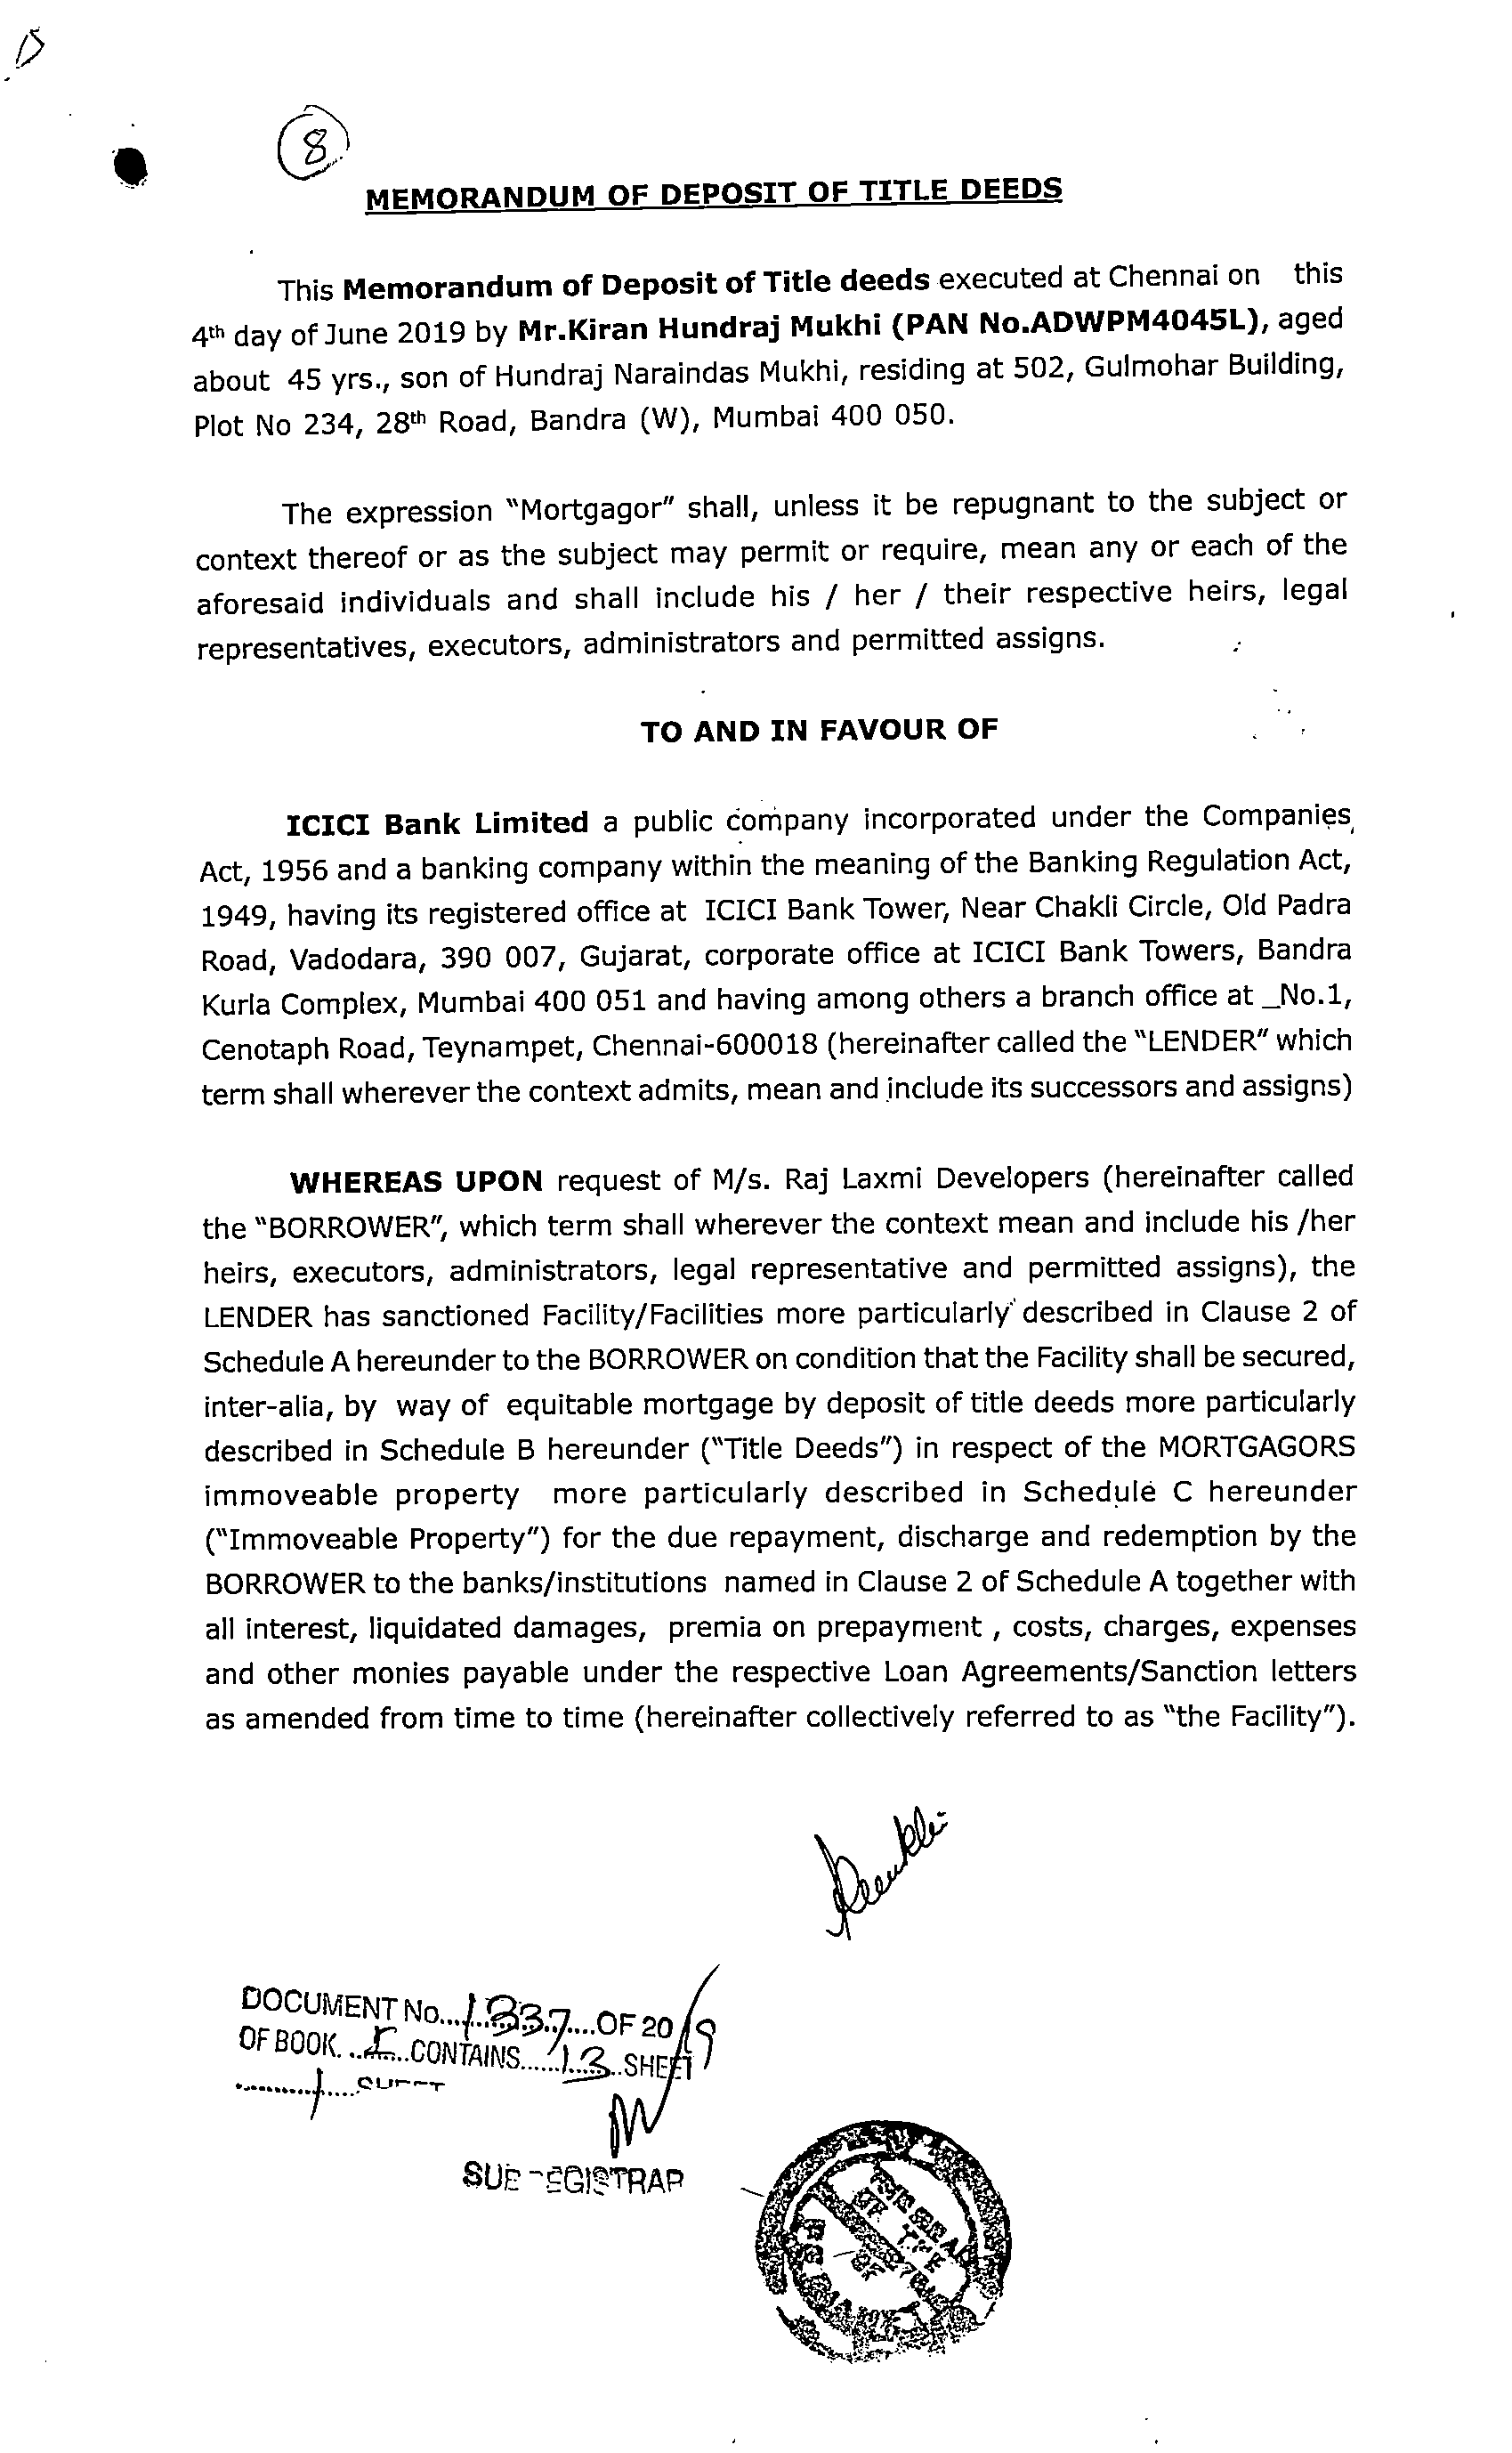 8
MEMORANDUM OF DEPOSIT OF TITLE DEEDS
This Memorandum of Deposit of Title deeds executed at Chennai on this
4th day of June 2019 by Mr.Kiran Hundraj Mukhi (PAN No.ADWPM4045L), aged
about 45 yrs., son of Hundraj Naraindas Mukhi, residing at 502, Gulmohar Building,
Plot No 234, 28th Road, Bandra (W), Mumbai 400 050.
The expression "Mortgagor" shall, unless it be repugnant to the subject or
context thereof or as the subject may permit or require, mean any or each of the
aforesaid individuals and shall include his / her / their respective heirs, legal
representatives, executors, administrators and permitted assigns.
TO AND IN FAVOUR OF
ICICI Bank Limited a public company incorporated under the Companies
Act, 1956 and a banking company within the meaning of the Banking Regulation Act,
1949, having its registered office at ICICI Bank Tower, Near Chakli Circle, Old Padra
Road, Vadodara, 390 007, Gujarat, corporate office at ICICI Bank Towers, Bandra
Kurla Complex, Mumbai 400 051 and having among others a branch office at _No.1,
Cenotaph Road, Teynampet, Chennai-600018 (hereinafter called the "LENDER" which
term shall wherever the context admits, mean and include its successors and assigns)
WHEREAS UPON request of M/s. Raj Laxmi Developers (hereinafter called
the "BORROWER", which term shall wherever the context mean and include his /her
heirs, executors, administrators, legal representative and permitted assigns), the
LENDER has sanctioned Facility/Facilities more particularly described in Clause 2 of
Schedule A hereunder to the BORROWER on condition that the Facility shall be secured,
inter-alia, by way of equitable mortgage by deposit of title deeds more particularly
described in Schedule B hereunder ("Title Deeds") in respect of the MORTGAGORS
immoveable property more particularly described in Schedule C hereunder
("Immoveable Property") for the due repayment, discharge and redemption by the
BORROWER to the banks/institutions named in Clause 2 of Schedule A together with
all interest, liquidated damages, premia on prepayment , costs, charges, expenses
and other monies payable under the respective Loan Agreements/Sanction letters
as amended from time to time (hereinafter collectively referred to as "the Facility").
DOCUMENT No....1337....OF 2019
OF BOOK...I...CONTAINS......13..SHEET